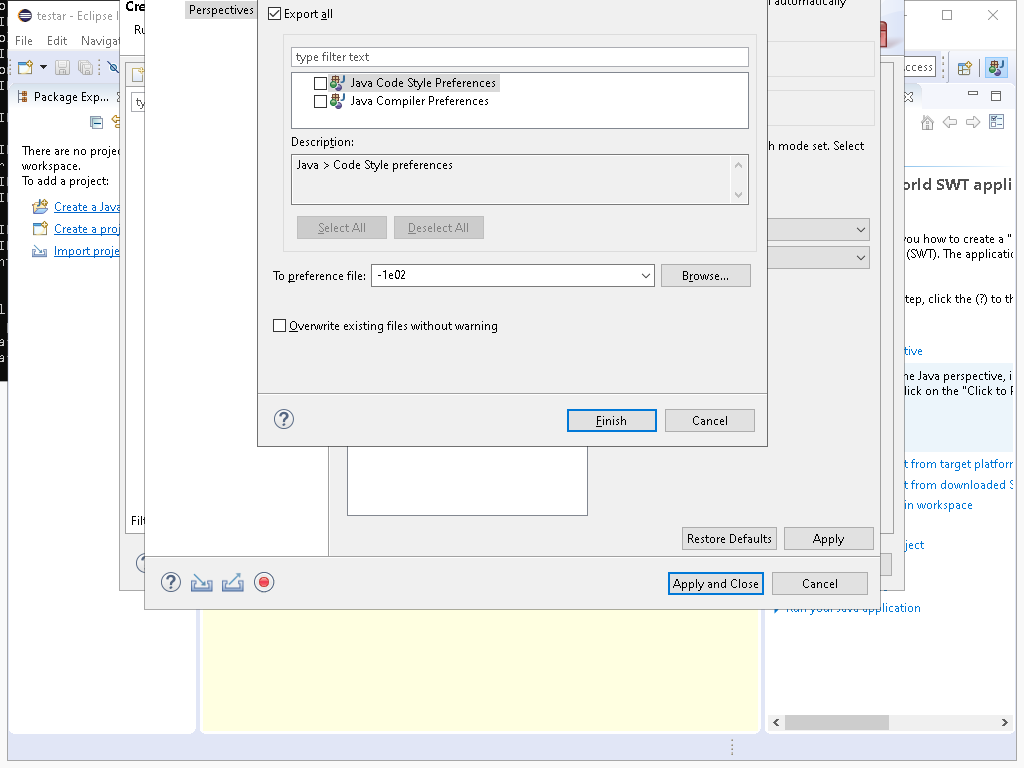 testar - Eclipse I
File Edit Navigat
Package Exp...
There are no projec
workspace.
To add a project:
Create a Java
Create a proj
Import proje
Cre
Ru
ty
Filt
Perspectives
Export all
type filter text
Java Code Style Preferences
Java Compiler Preferences
Description:
Java > Code Style preferences
Select All
Deselect All
To preference file:
-1e02
Browse...
Overwrite existing files without warning
Finish
Cancel
automatically
h mode set. Select
Restore Defaults
Apply
Apply and Close
Cancel
ccess
orld SWT appli
you how to create a "
(SWT). The applicatio
tep, click the (?) to th
tive
he Java perspective, i
lick on the "Click to P
t from target platforr
t from downloaded S
in workspace
ject
Run your Java application